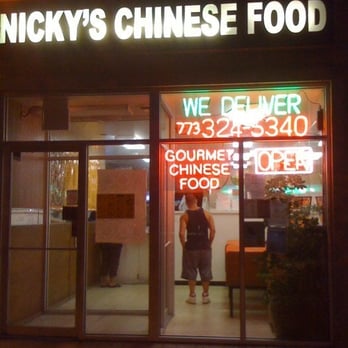 NICKY'S CHINESE FOOD
WE DELIVER
773 324-5340
GOURMET
CHINESE
FOOD
OPEN